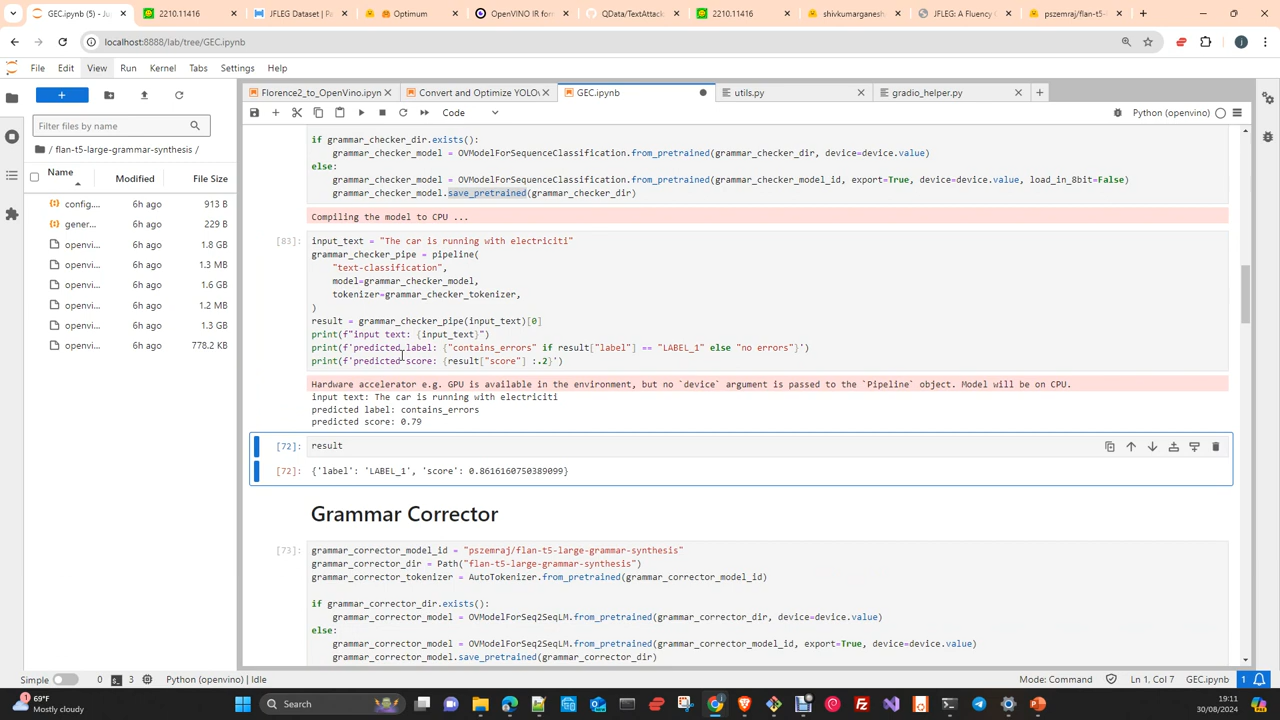 GEC.ipynb (5) - Ju
2210.11416
JFLEG Dataset | Pa
Optimum
OpenVINO IR for
QData/TextAttack
2210.11416
shivkumarganesh
JFLEG: A Fluency C
pszemraj/flan-t5-
localhost:8888/lab/tree/GEC.ipynb
File Edit View Run Kernel Tabs Settings Help
Florence2_to_OpenVino.ipyn
Convert and Optimize YOLO
GEC.ipynb
utils.py
gradio_helper.py
Filter files by name
Code
Python (openvino)
/ flan-t5-large-grammar-synthesis /
Name Modified File Size
config.... 6h ago 913 B
gener... 6h ago 229 B
openvi... 6h ago 1.8 GB
openvi... 6h ago 1.3 MB
openvi... 6h ago 1.6 GB
openvi... 6h ago 1.2 MB
openvi... 6h ago 1.3 GB
openvi... 6h ago 778.2 KB
if grammar_checker_dir.exists():
grammar_checker_model = OVModelForSequenceClassification.from_pretrained(grammar_checker_dir, device=device.value)
else:
grammar_checker_model = OVModelForSequenceClassification.from_pretrained(grammar_checker_model_id, export=True, device=device.value, load_in_8bit=False)
grammar_checker_model.save_pretrained(grammar_checker_dir)
Compiling the model to CPU ...
[83]: input_text = "The car is running with electriciti"
grammar_checker_pipe = pipeline(
"text-classification",
model=grammar_checker_model,
tokenizer=grammar_checker_tokenizer,
)
result = grammar_checker_pipe(input_text)[0]
print(f"input text: {input_text}")
print(f'predicted label: {"contains_errors" if result["label"] == "LABEL_1" else "no errors"}')
print(f'predicted score: {result["score"] :.2}')
Hardware accelerator e.g. GPU is available in the environment, but no `device` argument is passed to the `Pipeline` object. Model will be on CPU.
input text: The car is running with electriciti
predicted label: contains_errors
predicted score: 0.79
[72]: result
[72]: {'label': 'LABEL_1', 'score': 0.8616160750389099}
Grammar Corrector
[73]: grammar_corrector_model_id = "pszemraj/flan-t5-large-grammar-synthesis"
grammar_corrector_dir = Path("flan-t5-large-grammar-synthesis")
grammar_corrector_tokenizer = AutoTokenizer.from_pretrained(grammar_corrector_model_id)
if grammar_corrector_dir.exists():
grammar_corrector_model = OVModelForSeq2SeqLM.from_pretrained(grammar_corrector_dir, device=device.value)
else:
grammar_corrector_model = OVModelForSeq2SeqLM.from_pretrained(grammar_corrector_model_id, export=True, device=device.value)
grammar_corrector_model.save_pretrained(grammar_corrector_dir)
Simple 0 3 Python (openvino) | Idle Mode: Command Ln 1, Col 7 GEC.ipynb 1
69°F
Mostly cloudy
Search
19:11
30/08/2024